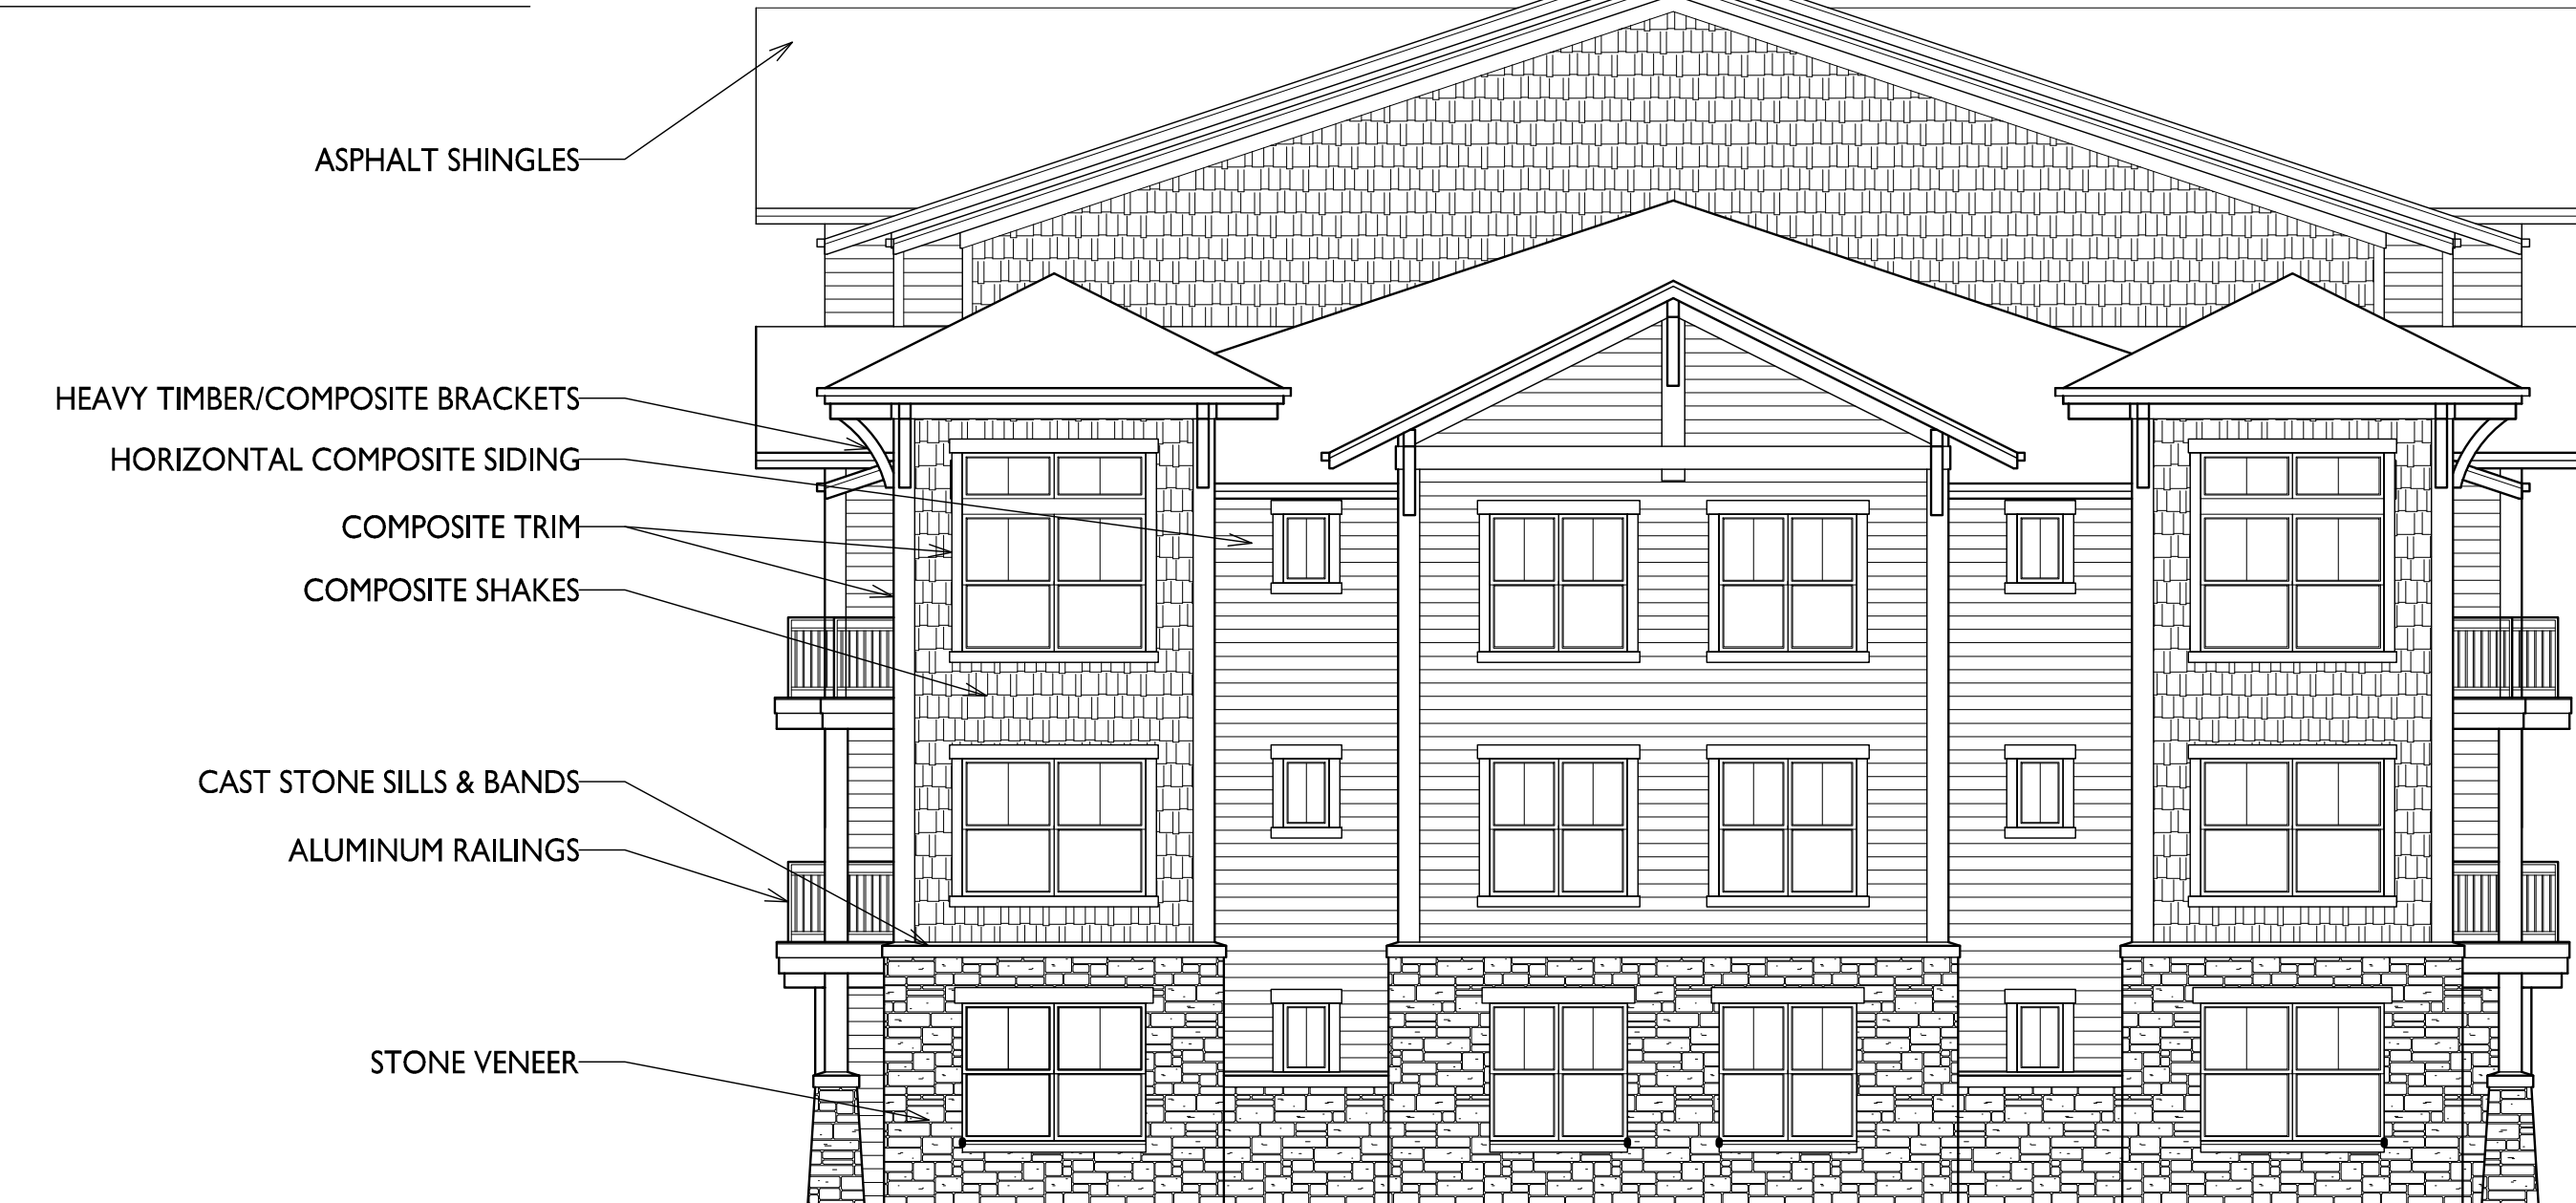 ASPHALT SHINGLES
HEAVY TIMBER/COMPOSITE BRACKETS
HORIZONTAL COMPOSITE SIDING
COMPOSITE TRIM
COMPOSITE SHAKES
CAST STONE SILLS & BANDS
ALUMINUM RAILINGS
STONE VENEER